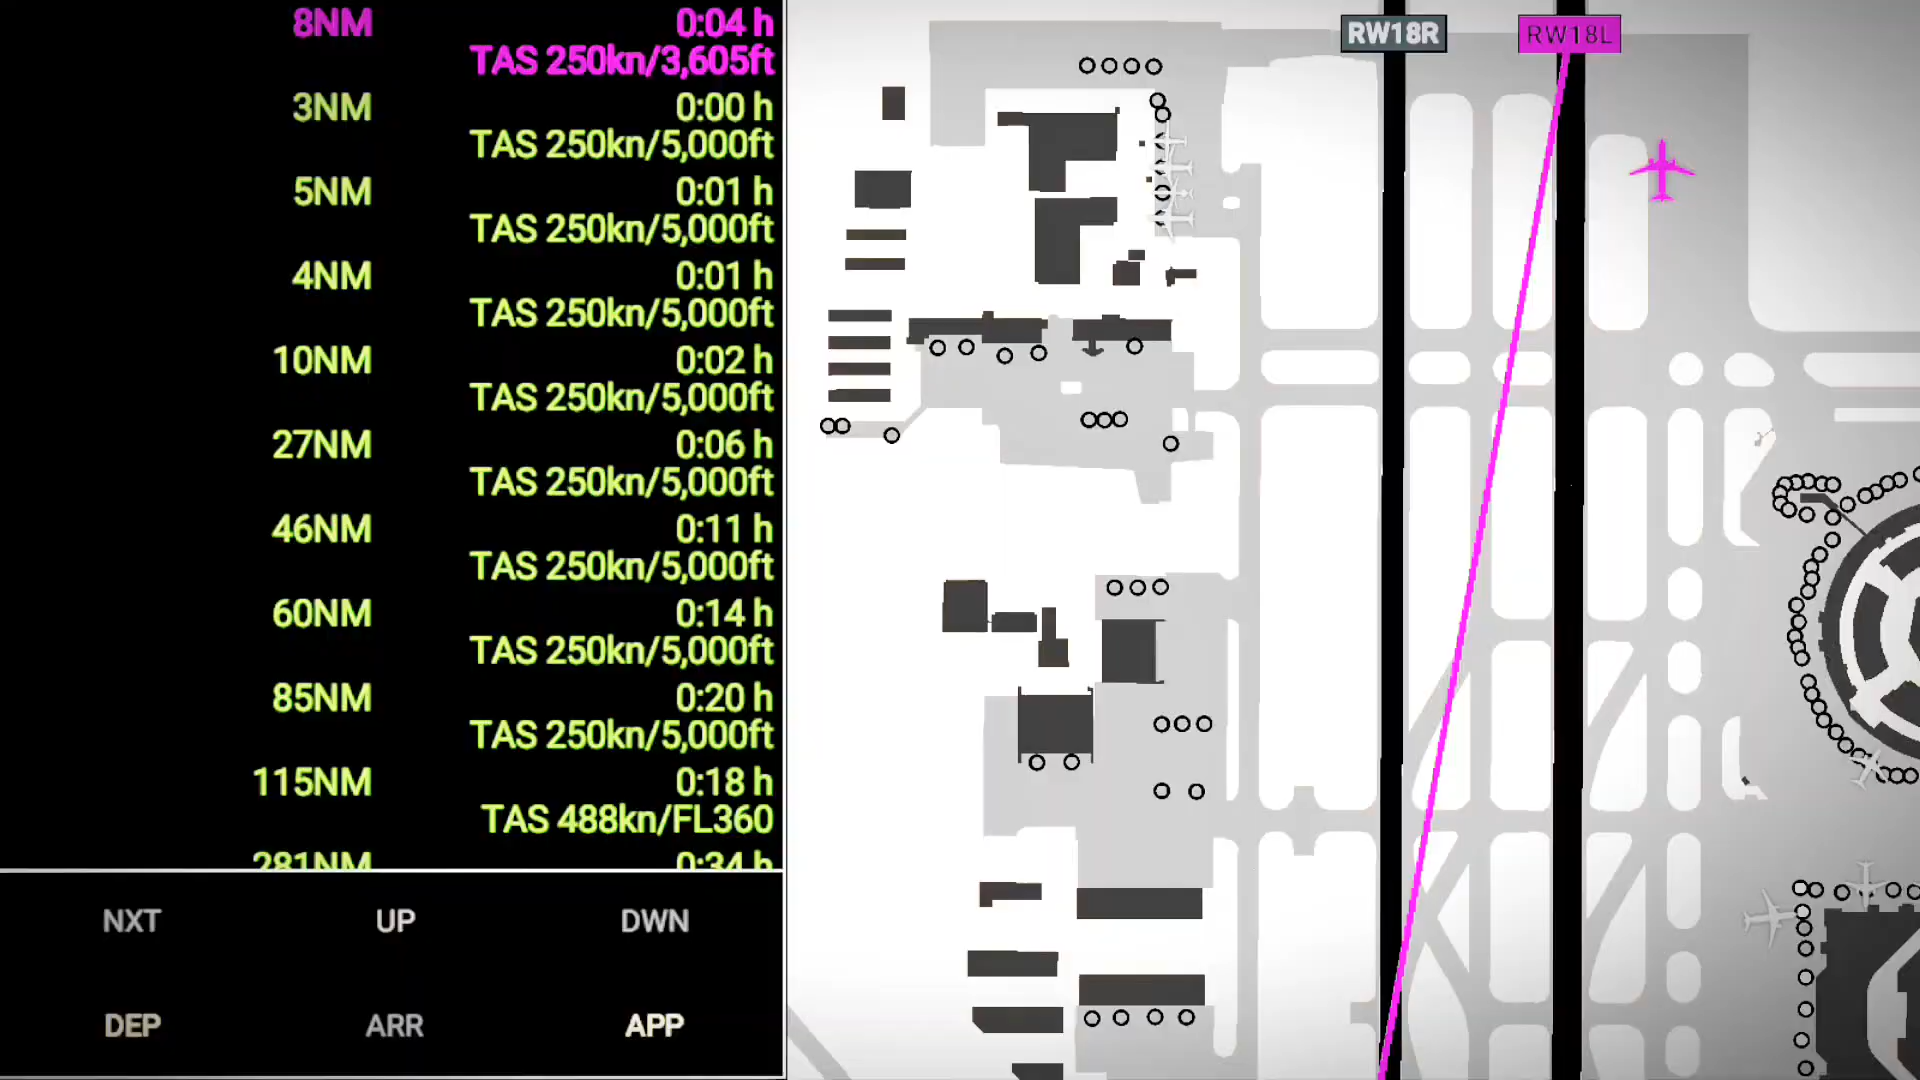 8NM 0:04 h
TAS 250kn/3,605ft
3NM 0:00 h
TAS 250kn/5,000ft
5NM 0:01 h
TAS 250kn/5,000ft
4NM 0:01 h
TAS 250kn/5,000ft
10NM 0:02 h
TAS 250kn/5,000ft
27NM 0:06 h
TAS 250kn/5,000ft
46NM 0:11 h
TAS 250kn/5,000ft
60NM 0:14 h
TAS 250kn/5,000ft
85NM 0:20 h
TAS 250kn/5,000ft
115NM 0:18 h
TAS 488kn/FL360
281NM 0:34 h
NXT UP DWN
DEP ARR APP
RW18R RW18L